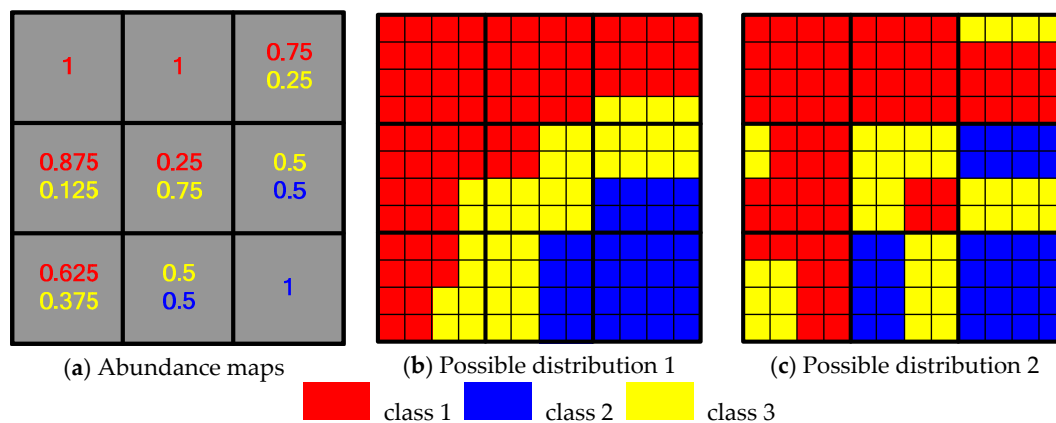 1 1 0.75
0.25
0.875 0.25 0.5
0.125 0.75 0.5
0.625 0.5 1
0.375 0.5
(a) Abundance maps (b) Possible distribution 1 (c) Possible distribution 2
class 1 class 2 class 3